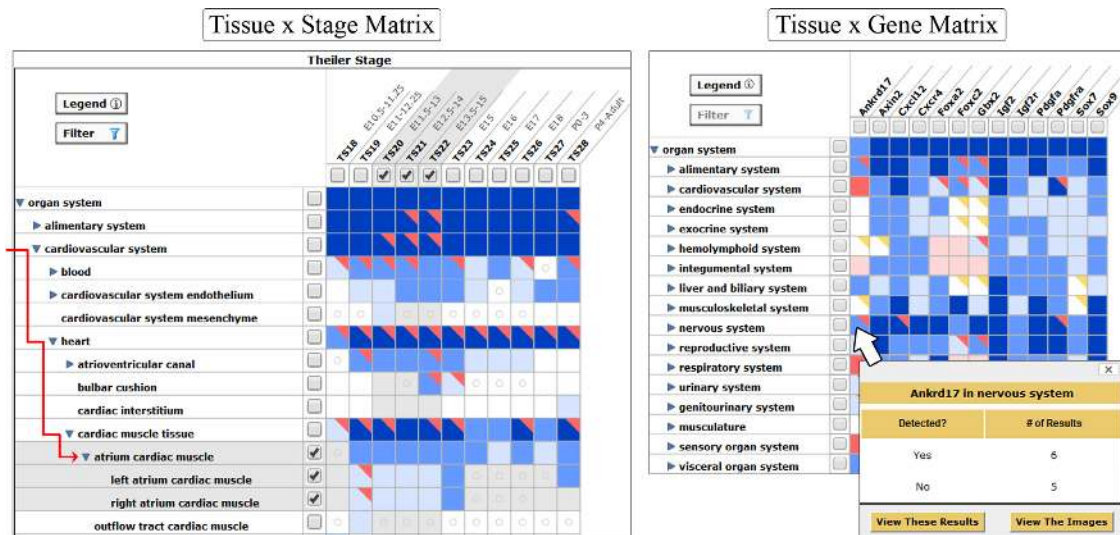 Tissue x Stage Matrix
Theiler Stage
Legend
Filter
E10.5-11.25
E11-12.25
E11.5-13
E12.5-14
E13.5-15
E15
E16
E17
E18
P0-3
P4-Adult
TS18
TS19
TS20
TS21
TS22
TS23
TS24
TS25
TS26
TS27
TS28
organ system
alimentary system
cardiovascular system
blood
cardiovascular system endothelium
cardiovascular system mesenchyme
heart
atrioventricular canal
bulbar cushion
cardiac interstitium
cardiac muscle tissue
atrium cardiac muscle
left atrium cardiac muscle
right atrium cardiac muscle
outflow tract cardiac muscle
Tissue x Gene Matrix
Legend
Filter
Ankrd17
Axin2
Cxcl12
Cxcr4
Foxa2
Foxc2
Gbx2
Igf2
Igf2r
Pdgfa
Pdgfra
Sox7
Sox9
organ system
alimentary system
cardiovascular system
endocrine system
exocrine system
hemolymphoid system
integumental system
liver and biliary system
musculoskeletal system
nervous system
reproductive system
respiratory system
urinary system
genitourinary system
musculature
sensory organ system
visceral organ system
X
Ankrd17 in nervous system
Detected? # of Results
Yes 6
No 5
View These Results View The Images